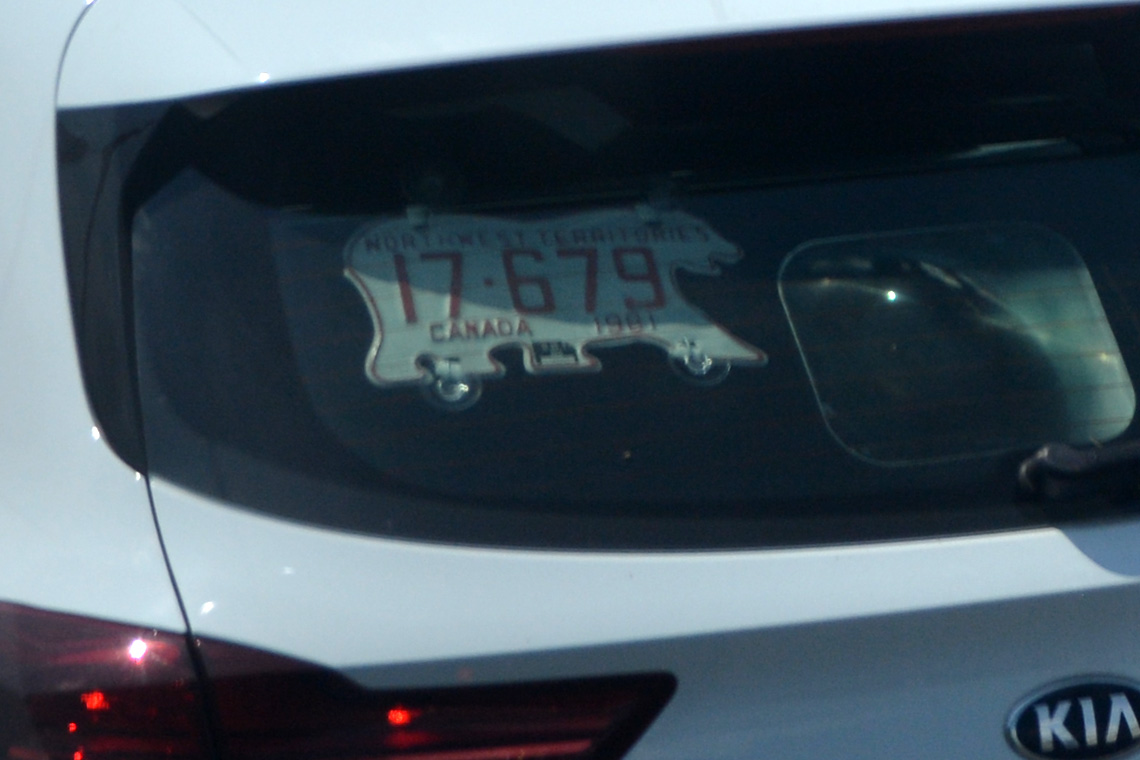 NORTHWEST TERRITORIES
17·679
CANADA 1981
KIA